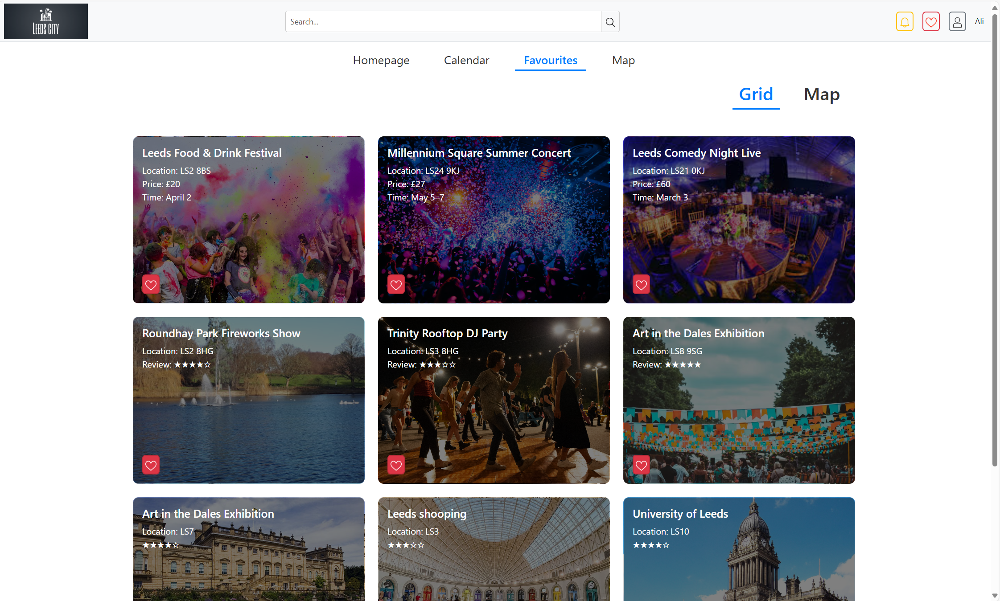 LEEDS CITY
Search...
Ali
Homepage
Calendar
Favourites
Map
Grid
Map
Leeds Food & Drink Festival
Location: LS2 8BS
Price: £20
Time: April 2
Millennium Square Summer Concert
Location: LS24 9KJ
Price: £27
Time: May 5–7
Leeds Comedy Night Live
Location: LS21 0KJ
Price: £60
Time: March 3
Roundhay Park Fireworks Show
Location: LS2 8HG
Review: ★★★★☆
Trinity Rooftop DJ Party
Location: LS3 8HG
Review: ★★★☆☆
Art in the Dales Exhibition
Location: LS8 9SG
Review: ★★★★★
Art in the Dales Exhibition
Location: LS7
★★★★☆
Leeds shooping
Location: LS3
★★★☆☆
University of Leeds
Location: LS10
★★★★☆